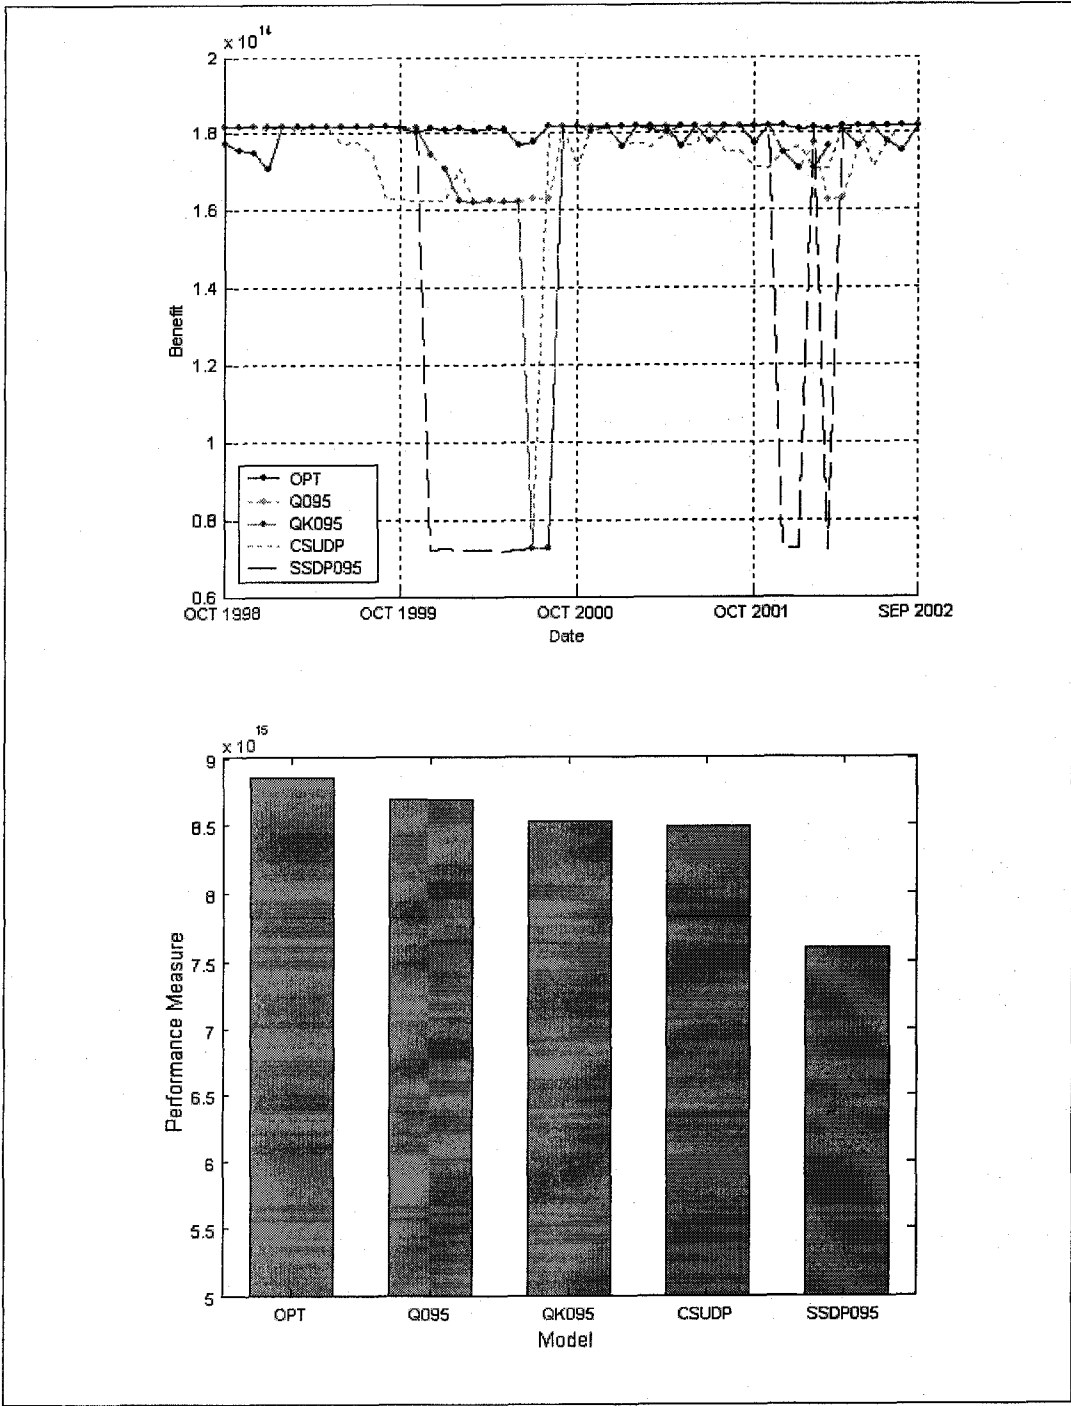 x 10^14
2
1.8
1.6
1.4
1.2
1
0.8
0.6
Benefit
OPT
Q095
QK095
CSUDP
SSDP095
OCT 1998
OCT 1999
OCT 2000
OCT 2001
SEP 2002
Date
x 10^15
9
8.5
8
7.5
7
6.5
6
5.5
5
Performance Measure
OPT
Q095
QK095
CSUDP
SSDP095
Model